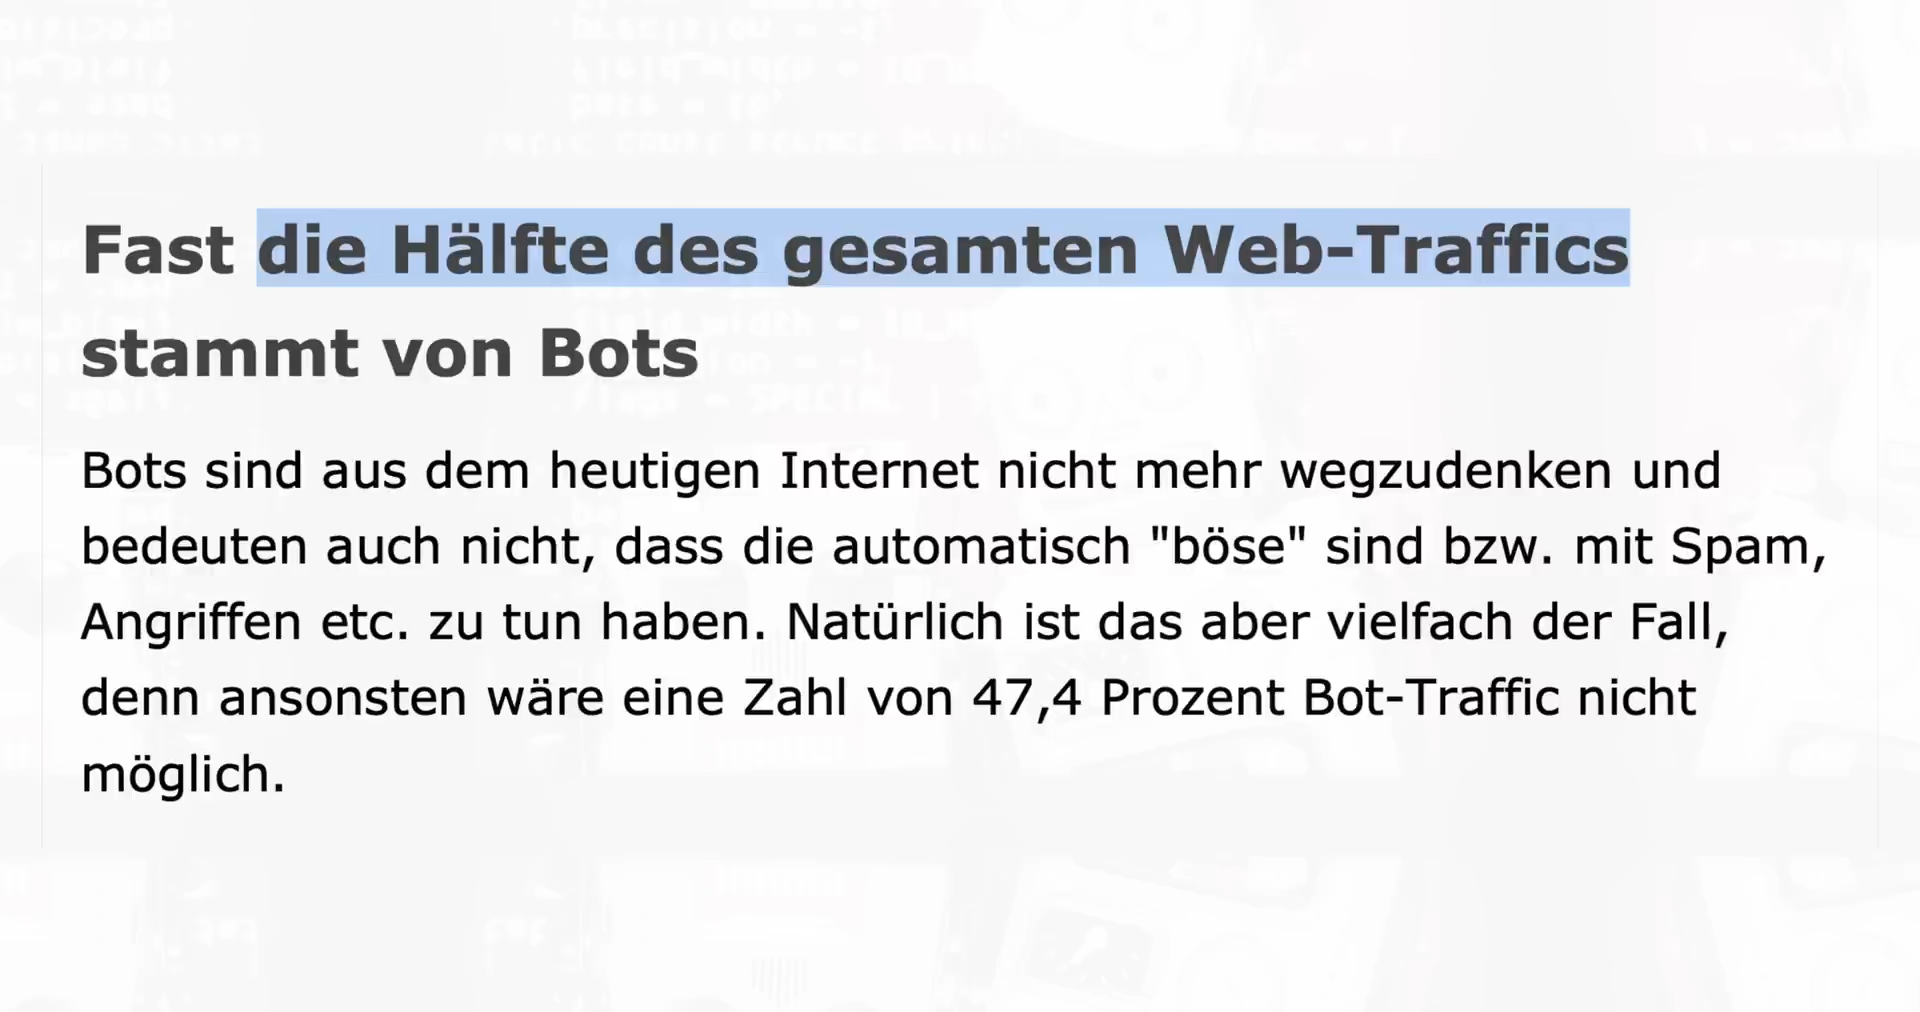 Fast die Hälfte des gesamten Web-Traffics
stammt von Bots
Bots sind aus dem heutigen Internet nicht mehr wegzudenken und
bedeuten auch nicht, dass die automatisch "böse" sind bzw. mit Spam,
Angriffen etc. zu tun haben. Natürlich ist das aber vielfach der Fall,
denn ansonsten wäre eine Zahl von 47,4 Prozent Bot-Traffic nicht
möglich.